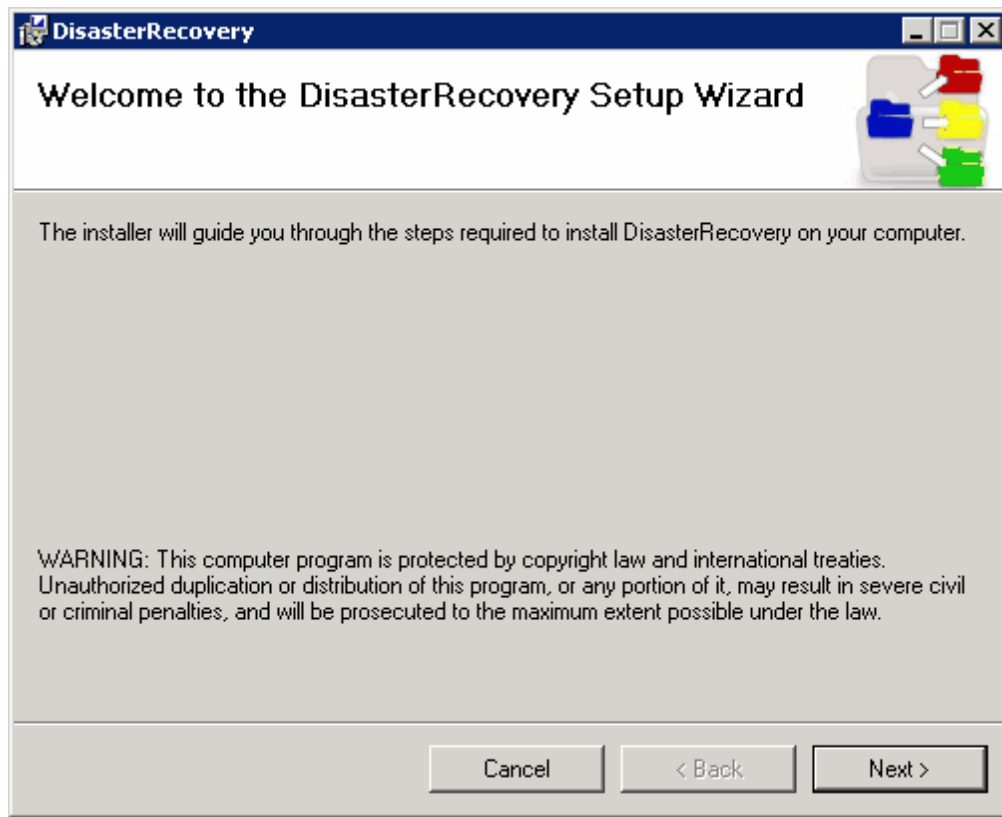 DisasterRecovery
Welcome to the DisasterRecovery Setup Wizard
The installer will guide you through the steps required to install DisasterRecovery on your computer.
WARNING: This computer program is protected by copyright law and international treaties.
Unauthorized duplication or distribution of this program, or any portion of it, may result in severe civil
or criminal penalties, and will be prosecuted to the maximum extent possible under the law.
Cancel
< Back
Next >